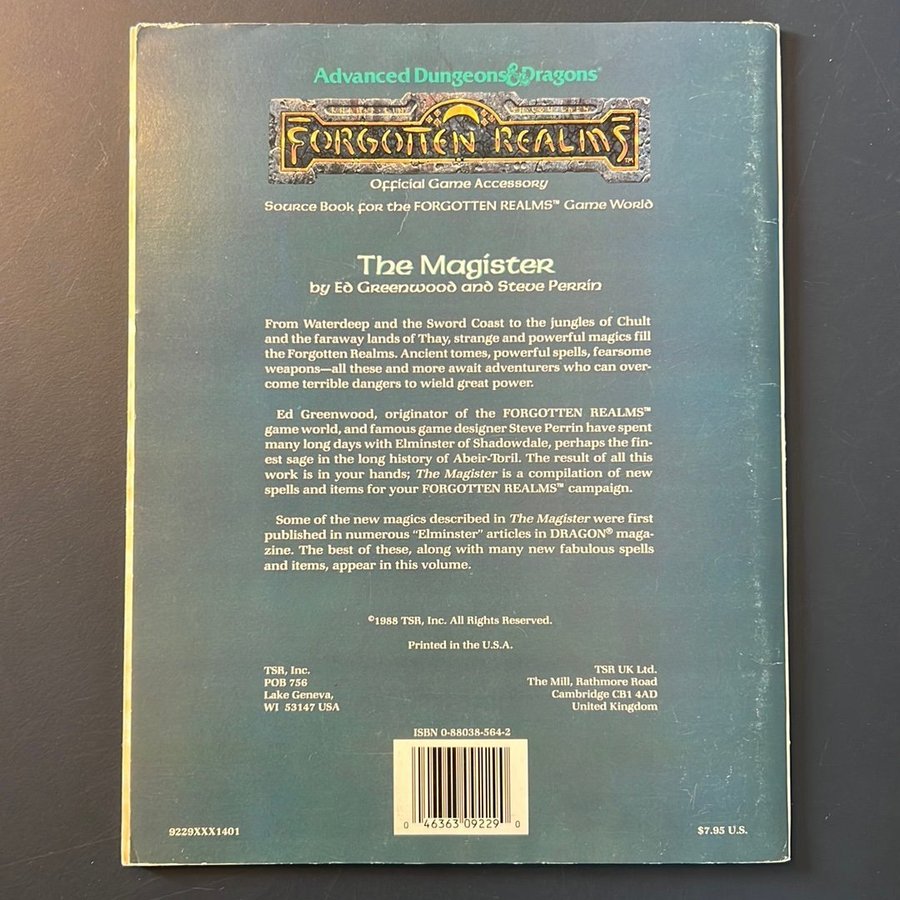 Advanced Dungeons & Dragons®
FORGOTTEN REALMS™
Official Game Accessory
Source Book for the FORGOTTEN REALMS™ Game World
The Magister
by Ed Greenwood and Steve Perrin
From Waterdeep and the Sword Coast to the jungles of Chult
and the faraway lands of Thay, strange and powerful magics fill
the Forgotten Realms. Ancient tomes, powerful spells, fearsome
weapons—all these and more await adventurers who can over-
come terrible dangers to wield great power.
Ed Greenwood, originator of the FORGOTTEN REALMS™
game world, and famous game designer Steve Perrin have spent
many long days with Elminster of Shadowdale, perhaps the fin-
est sage in the long history of Abeir-Toril. The result of all this
work is in your hands; The Magister is a compilation of new
spells and items for your FORGOTTEN REALMS™ campaign.
Some of the new magics described in The Magister were first
published in numerous “Elminster” articles in DRAGON® maga-
zine. The best of these, along with many new fabulous spells
and items, appear in this volume.
©1988 TSR, Inc. All Rights Reserved.
Printed in the U.S.A.
TSR, Inc.
POB 756
Lake Geneva,
WI 53147 USA
TSR UK Ltd.
The Mill, Rathmore Road
Cambridge CB1 4AD
United Kingdom
ISBN 0-88038-564-2
0 46363 09229 0
9229XXX1401
$7.95 U.S.